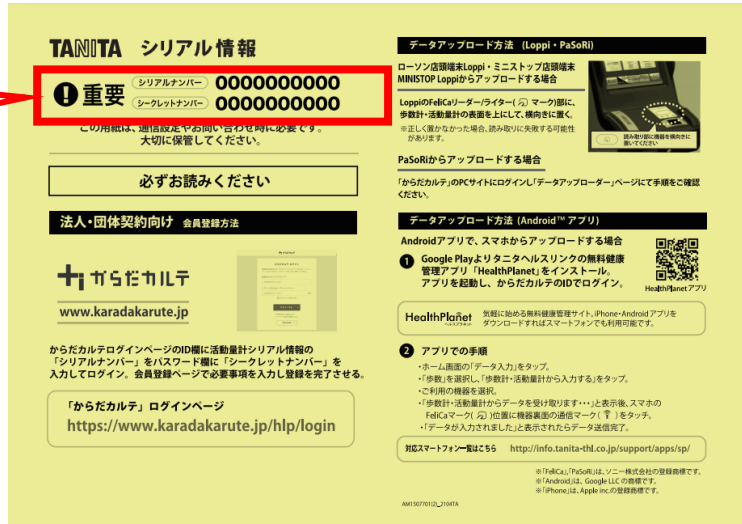 TANITA シリアル情報
重要
シリアルナンバー 0000000000
シークレットナンバー 0000000000
この用紙は、通信設定やお問い合わせ時に必要です。
大切に保管してください。
必ずお読みください
法人・団体契約向け 会員登録方法
からだカルテ
www.karadakarute.jp
からだカルテログインページのID欄に活動量計シリアル情報の
「シリアルナンバー」をパスワード欄に「シークレットナンバー」を
入力してログイン。会員登録ページで必要事項を入力し登録を完了させる。
「からだカルテ」ログインページ
https://www.karadakarute.jp/hlp/login
データアップロード方法 (Loppi・PaSoRi)
ローソン店頭端末Loppi・ミニストップ店頭端末
MINISTOP Loppiからアップロードする場合
LoppiのFeliCaリーダー/ライター( マーク)部に、
歩数計・活動量計の表面を上にして、横向きに置く。
※正しく置かなかった場合、読み取りに失敗する可能性
があります。
読み取り部に機器を横向きに
置いてください
PaSoRiからアップロードする場合
「からだカルテ」のPCサイトにログインし「データアップローダー」ページにて手順をご確認
ください。
データアップロード方法 (Android™ アプリ)
Androidアプリで、スマホからアップロードする場合
1 Google Playよりタニタヘルスリンクの無料健康
管理アプリ「HealthPlanet」をインストール。
アプリを起動し、からだカルテのIDでログイン。
HealthPlanetアプリ
HealthPlanet
ヘルスプラネット
気軽に始める無料健康管理サイト。iPhone・Androidアプリを
ダウンロードすればスマートフォンでも利用可能です。
2 アプリでの手順
・ホーム画面の「データ入力」をタップ。
・「歩数」を選択し、「歩数計・活動量計から入力する」をタップ。
・ご利用の機器を選択。
・「歩数計・活動量計からデータを受け取ります・・・」と表示後、スマホの
FeliCaマーク( )位置に機器裏面の通信マーク( )をタッチ。
・「データが入力されました」と表示されたらデータ送信完了。
対応スマートフォン一覧はこちら http://info.tanita-thl.co.jp/support/apps/sp/
※「FeliCa」,「PaSoRi」は、ソニー株式会社の登録商標です。
※「Android」は、Google LLC の商標です。
※「iPhone」は、Apple inc.の登録商標です。
AM1507701(2)_2104TA